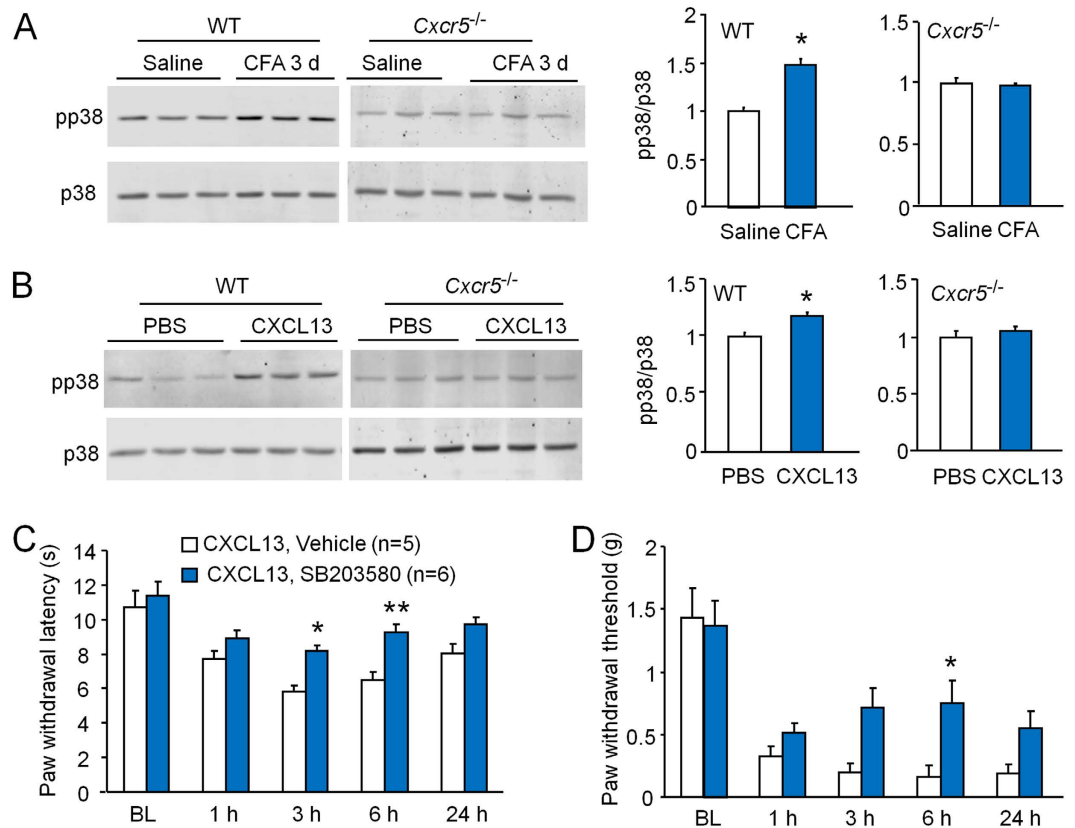 A
WT
Cxcr5-/-
Saline
CFA 3 d
Saline
CFA 3 d
pp38
p38
pp38/p38
2
1.5
1
0.5
0
WT
*
Saline CFA
1.5
1
0.5
0
Cxcr5-/-
Saline CFA
B
WT
Cxcr5-/-
PBS
CXCL13
PBS
CXCL13
pp38
p38
pp38/p38
1.5
1
0.5
0
WT
*
PBS CXCL13
1.5
1
0.5
0
Cxcr5-/-
PBS CXCL13
C
Paw withdrawal latency (s)
14
12
10
8
6
4
2
0
CXCL13, Vehicle (n=5)
CXCL13, SB203580 (n=6)
*
**
BL 1 h 3 h 6 h 24 h
D
Paw withdrawal threshold (g)
2
1.5
1
0.5
0
*
BL 1 h 3 h 6 h 24 h